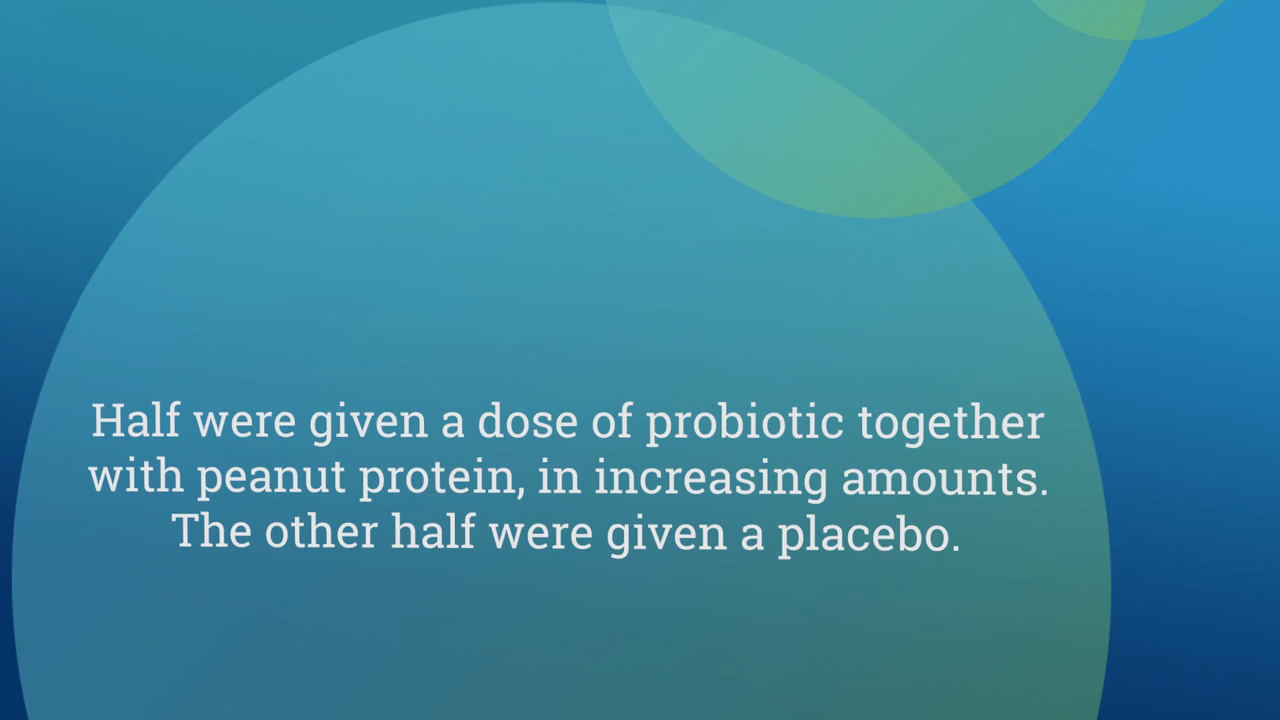 Half were given a dose of probiotic together
with peanut protein, in increasing amounts.
The other half were given a placebo.